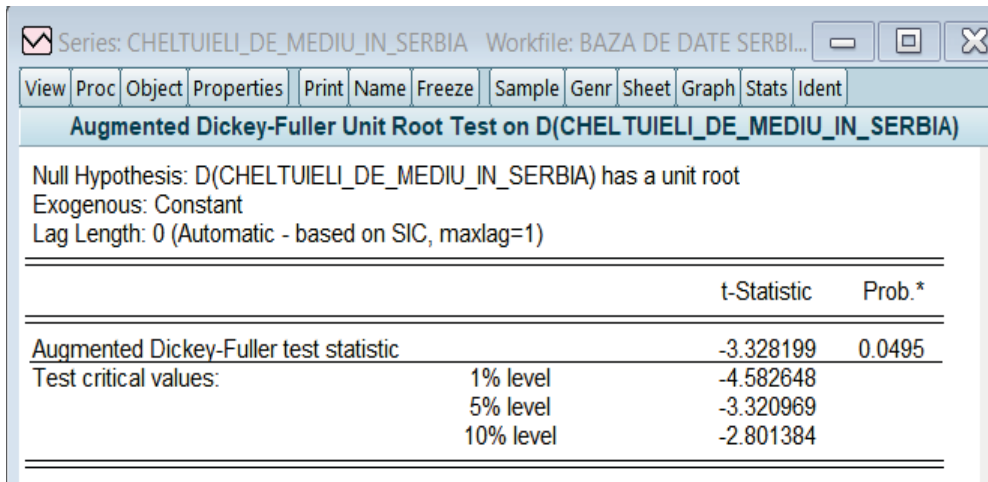 Series: CHELTUIELI_DE_MEDIU_IN_SERBIA Workfile: BAZA DE DATE SERBI...
View Proc Object Properties Print Name Freeze Sample Genr Sheet Graph Stats Ident
Augmented Dickey-Fuller Unit Root Test on D(CHELTUIELI_DE_MEDIU_IN_SERBIA)
Null Hypothesis: D(CHELTUIELI_DE_MEDIU_IN_SERBIA) has a unit root
Exogenous: Constant
Lag Length: 0 (Automatic - based on SIC, maxlag=1)
t-Statistic Prob.*
Augmented Dickey-Fuller test statistic -3.328199 0.0495
Test critical values: 1% level -4.582648
5% level -3.320969
10% level -2.801384